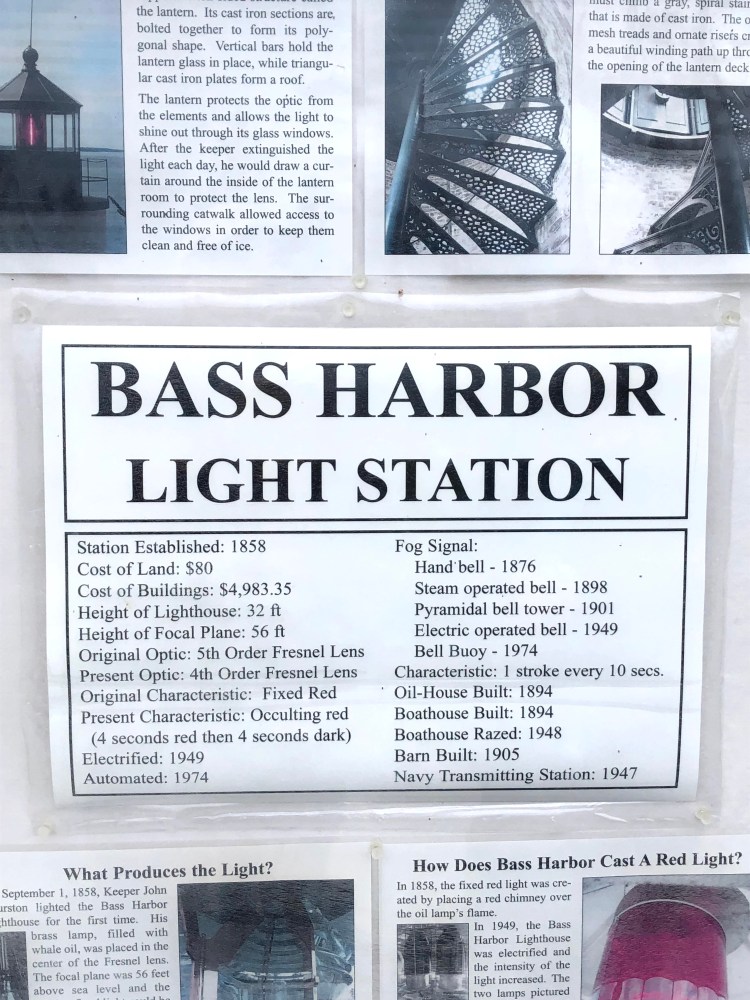 the lantern. Its cast iron sections are,
bolted together to form its poly-
gonal shape. Vertical bars hold the
lantern glass in place, while triangu-
lar cast iron plates form a roof.
The lantern protects the optic from
the elements and allows the light to
shine out through its glass windows.
After the keeper extinguished the
light each day, he would draw a cur-
tain around the inside of the lantern
room to protect the lens. The sur-
rounding catwalk allowed access to
the windows in order to keep them
clean and free of ice.
must climb a gray, spiral stair
that is made of cast iron. The o
mesh treads and ornate risers cr
a beautiful winding path up thro
the opening of the lantern deck
BASS HARBOR
LIGHT STATION
Station Established: 1858
Cost of Land: $80
Cost of Buildings: $4,983.35
Height of Lighthouse: 32 ft
Height of Focal Plane: 56 ft
Original Optic: 5th Order Fresnel Lens
Present Optic: 4th Order Fresnel Lens
Original Characteristic: Fixed Red
Present Characteristic: Occulting red
(4 seconds red then 4 seconds dark)
Electrified: 1949
Automated: 1974
Fog Signal:
Hand bell - 1876
Steam operated bell - 1898
Pyramidal bell tower - 1901
Electric operated bell - 1949
Bell Buoy - 1974
Characteristic: 1 stroke every 10 secs.
Oil-House Built: 1894
Boathouse Built: 1894
Boathouse Razed: 1948
Barn Built: 1905
Navy Transmitting Station: 1947
What Produces the Light?
September 1, 1858, Keeper John
urston lighted the Bass Harbor
hthouse for the first time. His
brass lamp, filled with
whale oil, was placed in the
center of the Fresnel lens.
The focal plane was 56 feet
above sea level and the
How Does Bass Harbor Cast A Red Light?
In 1858, the fixed red light was cre-
ated by placing a red chimney over
the oil lamp's flame.
In 1949, the Bass
Harbor Lighthouse
was electrified and
the intensity of the
light increased. The
two lamps pictured